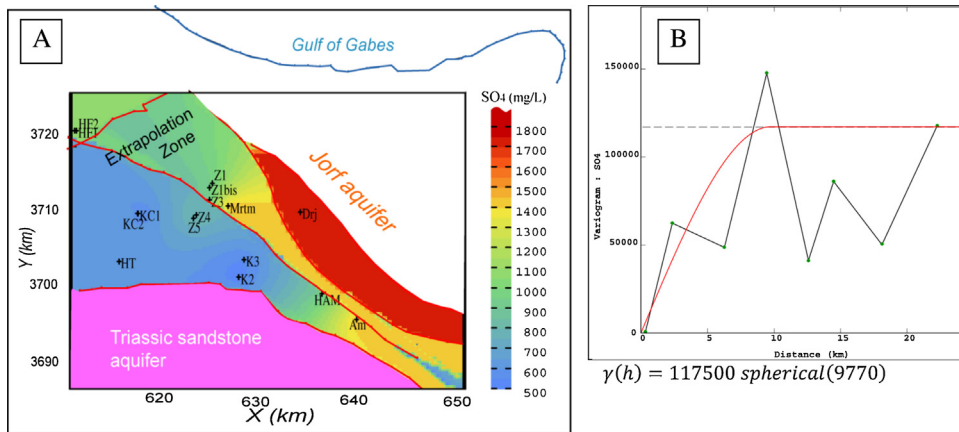 A
Gulf of Gabes
SO4 (mg/L)
1800
1700
1600
1500
1400
1300
1200
1100
1000
900
800
700
600
500
3720
3710
3700
3690
Y (km)
HF2
HF1
Extrapolation
Zone
Jorf aquifer
Z1
Z1bis
Z3
Mrtm
Drj
KC1
KC2
Z4
Z5
HT
K3
K2
HAM
Am
Triassic sandstone
aquifer
620
630
640
650
X (km)
B
Variogram : SO4
150000
100000
50000
0
0
5
10
15
20
Distance (km)
γ(h) = 117500 spherical(9770)